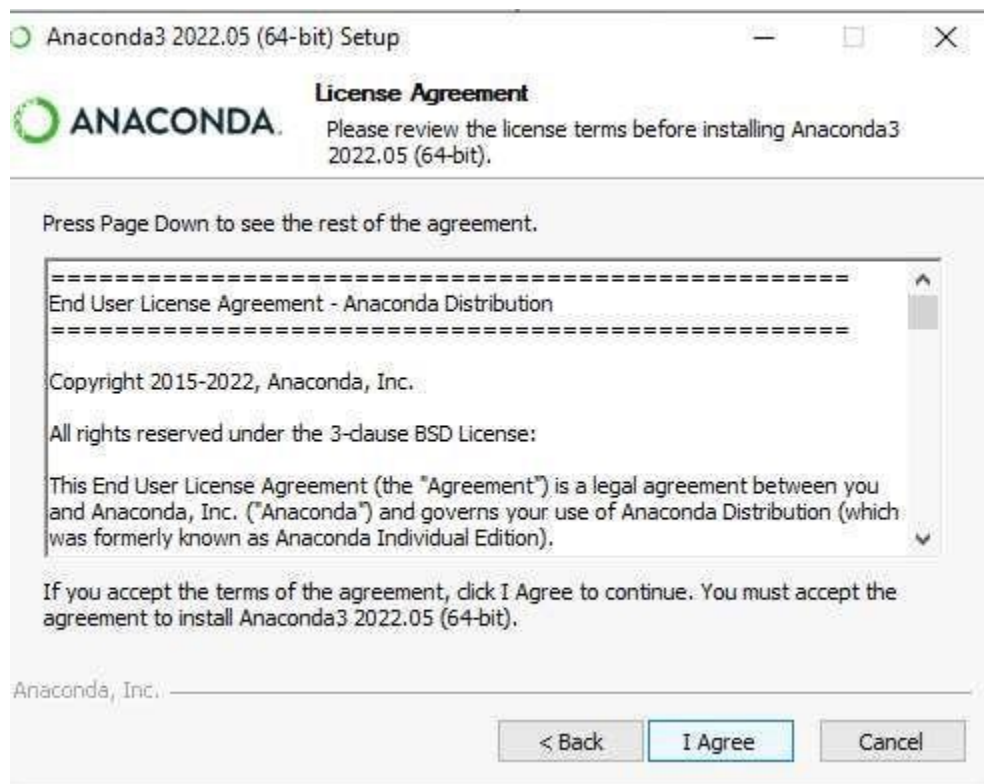 Anaconda3 2022.05 (64-bit) Setup
ANACONDA.
License Agreement
Please review the license terms before installing Anaconda3
2022.05 (64-bit).
Press Page Down to see the rest of the agreement.
==================================================
End User License Agreement - Anaconda Distribution
==================================================
Copyright 2015-2022, Anaconda, Inc.
All rights reserved under the 3-clause BSD License:
This End User License Agreement (the "Agreement") is a legal agreement between you
and Anaconda, Inc. ("Anaconda") and governs your use of Anaconda Distribution (which
was formerly known as Anaconda Individual Edition).
If you accept the terms of the agreement, click I Agree to continue. You must accept the
agreement to install Anaconda3 2022.05 (64-bit).
Anaconda, Inc.
< Back I Agree Cancel